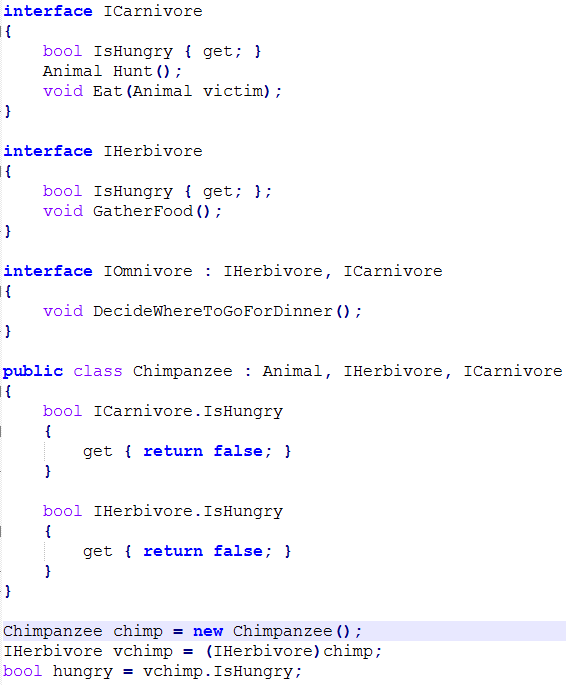 interface ICarnivore
{
    bool IsHungry { get; }
    Animal Hunt();
    void Eat(Animal victim);
}

interface IHerbivore
{
    bool IsHungry { get; };
    void GatherFood();
}

interface IOmnivore : IHerbivore, ICarnivore
{
    void DecideWhereToGoForDinner();
}

public class Chimpanzee : Animal, IHerbivore, ICarnivore
{
    bool ICarnivore.IsHungry
    {
        get { return false; }
    }

    bool IHerbivore.IsHungry
    {
        get { return false; }
    }
}

Chimpanzee chimp = new Chimpanzee();
IHerbivore vchimp = (IHerbivore)chimp;
bool hungry = vchimp.IsHungry;